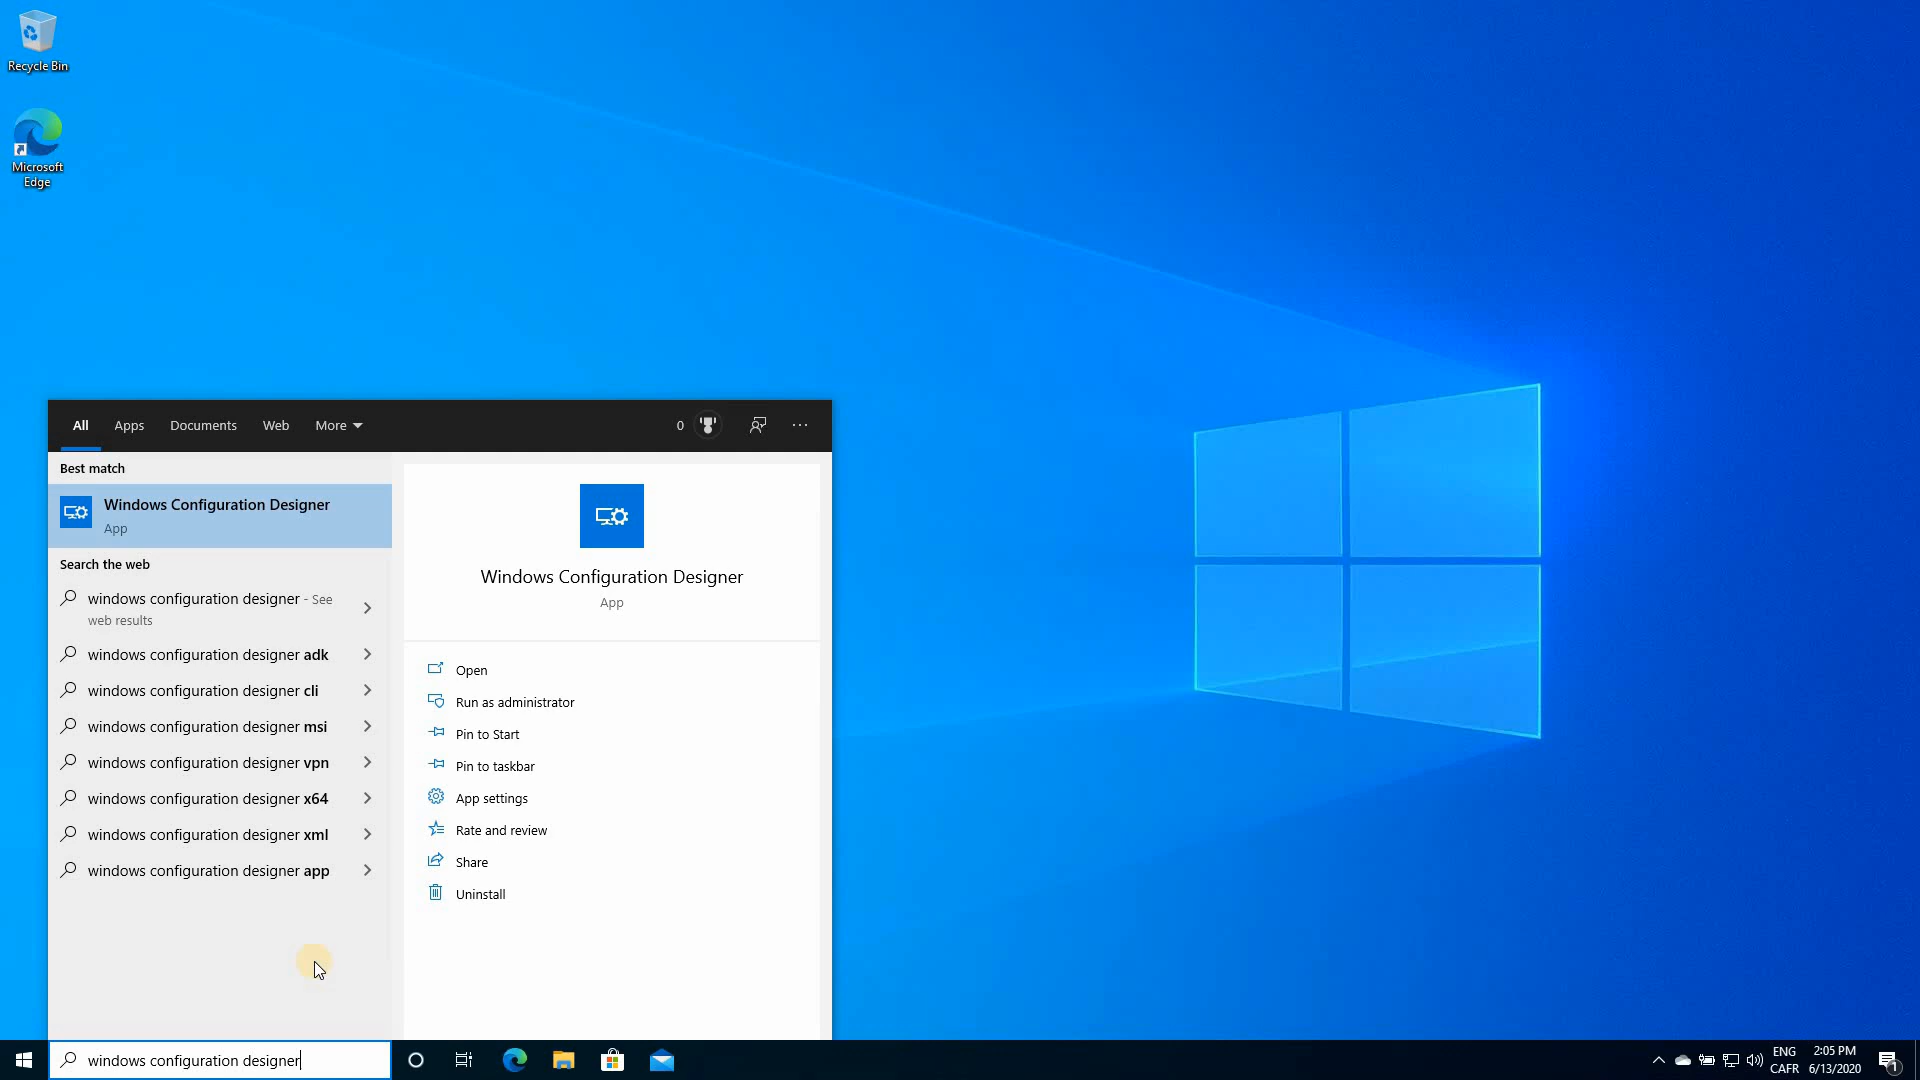 Recycle Bin
Microsoft
Edge
All Apps Documents Web More 0
Best match
Windows Configuration Designer
App
Search the web
windows configuration designer - See
web results
windows configuration designer adk
windows configuration designer cli
windows configuration designer msi
windows configuration designer vpn
windows configuration designer x64
windows configuration designer xml
windows configuration designer app
Windows Configuration Designer
App
Open
Run as administrator
Pin to Start
Pin to taskbar
App settings
Rate and review
Share
Uninstall
windows configuration designer
ENG
CAFR
2:05 PM
6/13/2020
1